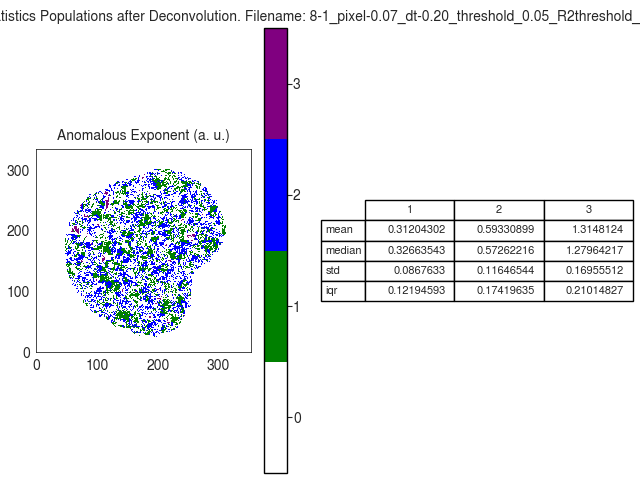 tistics Populations after Deconvolution. Filename: 8-1_pixel-0.07_dt-0.20_threshold_0.05_R2threshold_
Anomalous Exponent (a. u.)
300
200
100
0
0 100 200 300
3
2
1
0
1 2 3
mean 0.31204302 0.59330899 1.3148124
median 0.32663543 0.57262216 1.27964217
std 0.0867633 0.11646544 0.16955512
iqr 0.12194593 0.17419635 0.21014827